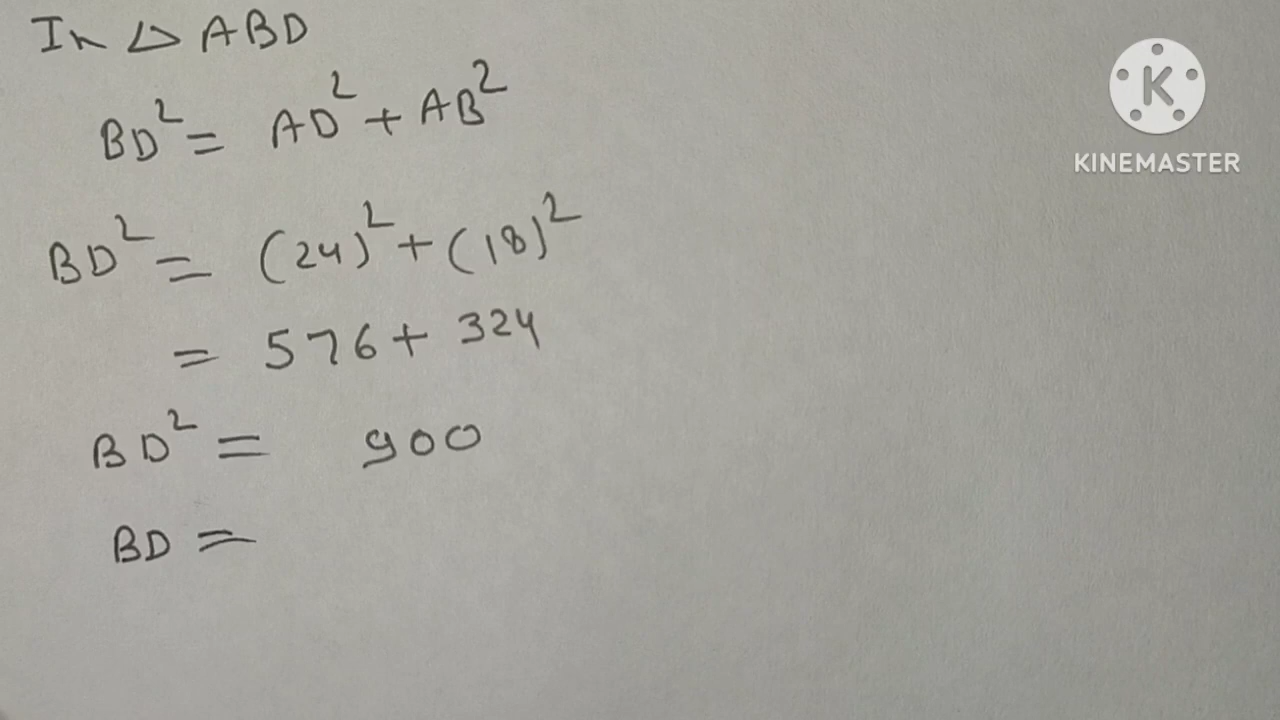 In △ ABD
BD² = AD² + AB²
BD² = (24)² + (18)²
= 576 + 324
BD² = 900
BD =
K
KINEMASTER